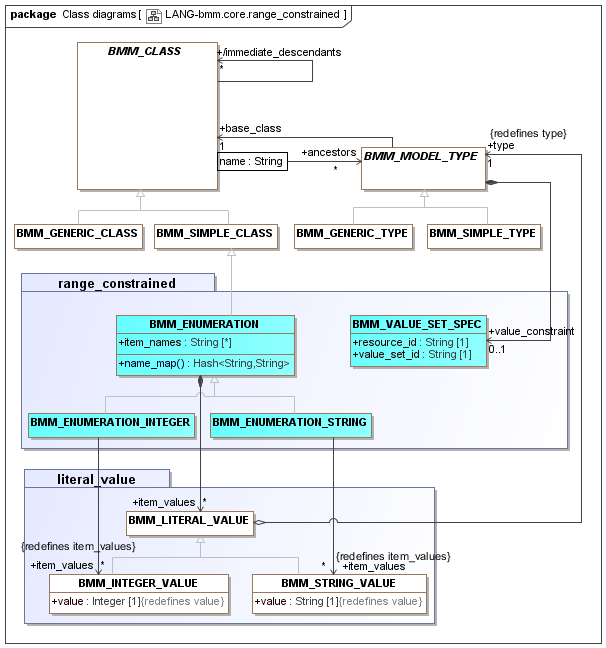 package Class diagrams [ LANG-bmm.core.range_constrained ]
BMM_CLASS
+/immediate_descendants
*
+base_class
1
{redefines type}
+type
1
name : String
+ancestors
*
BMM_MODEL_TYPE
BMM_GENERIC_CLASS
BMM_SIMPLE_CLASS
BMM_GENERIC_TYPE
BMM_SIMPLE_TYPE
range_constrained
BMM_ENUMERATION
+item_names : String [*]
+name_map() : Hash<String,String>
BMM_VALUE_SET_SPEC
+resource_id : String [1]
+value_set_id : String [1]
+value_constraint
0..1
BMM_ENUMERATION_INTEGER
BMM_ENUMERATION_STRING
literal_value
+item_values
*
BMM_LITERAL_VALUE
{redefines item_values}
+item_values
*
{redefines item_values}
+item_values
*
BMM_INTEGER_VALUE
+value : Integer [1]{redefines value}
BMM_STRING_VALUE
+value : String [1]{redefines value}